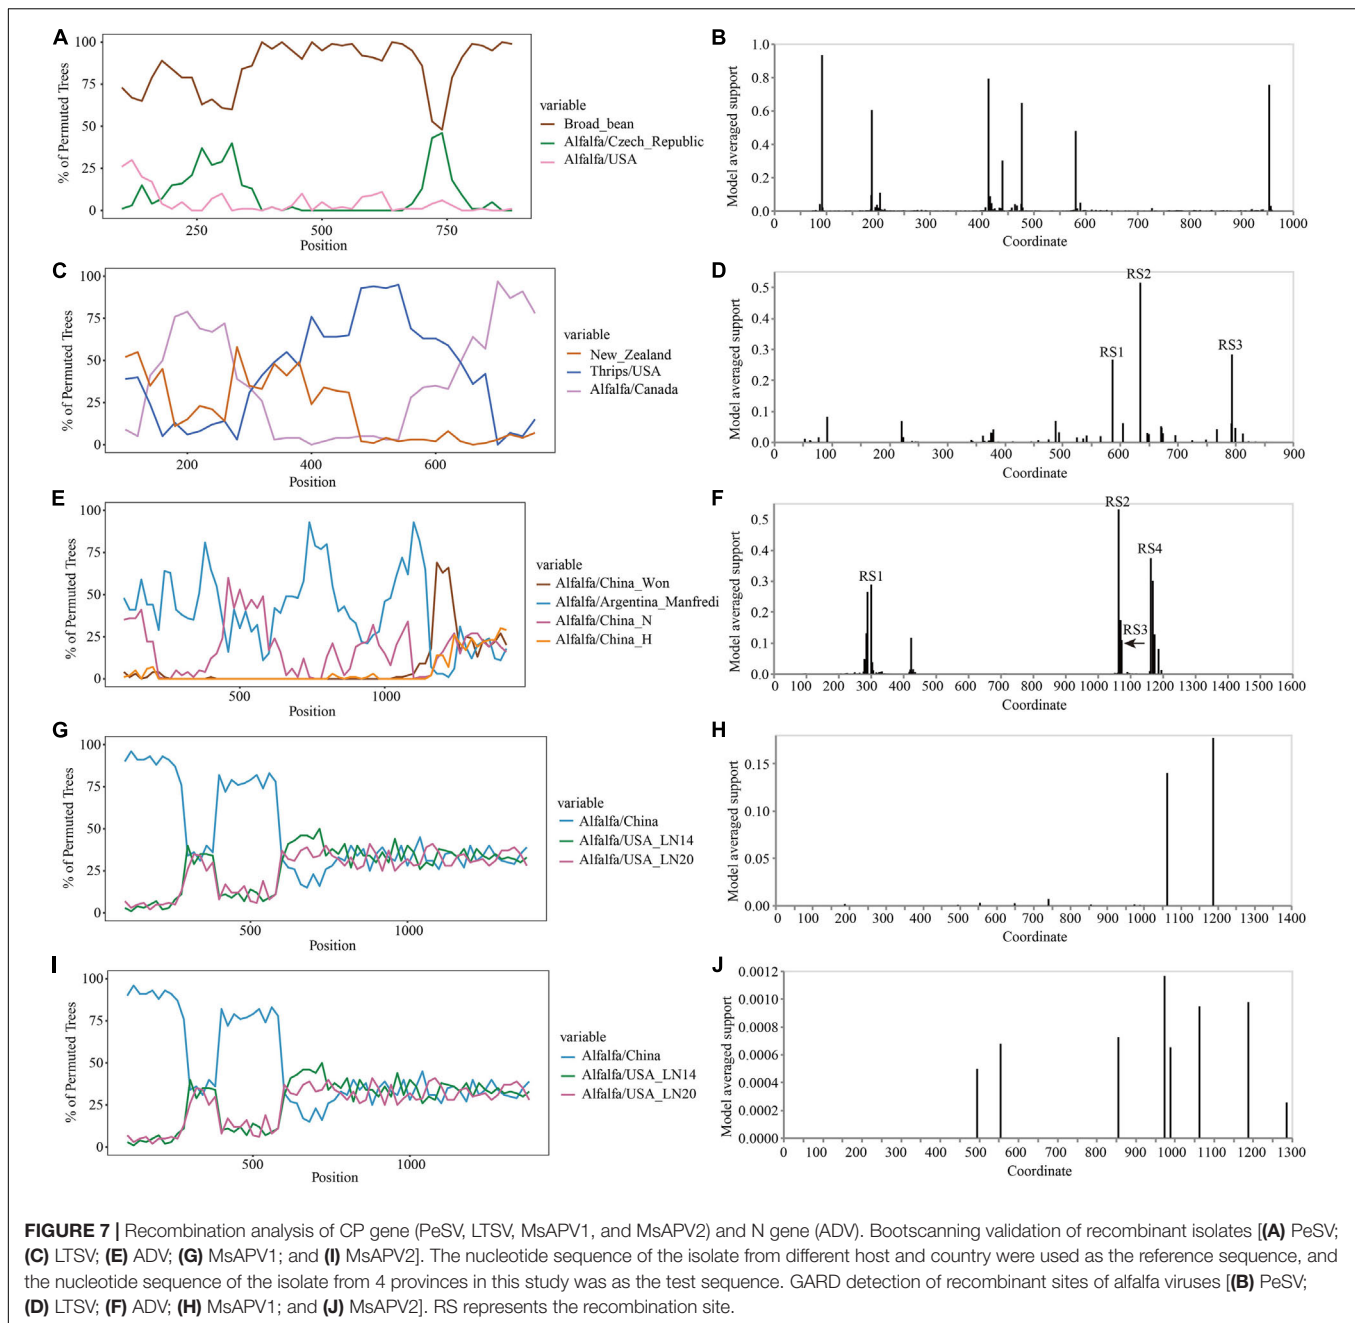 A
100
75
50
25
0
% of Permuted Trees
250
500
750
Position
variable
Broad_bean
Alfalfa/Czech_Republic
Alfalfa/USA
B
1.0
0.8
0.6
0.4
0.2
0.0
Model averaged support
0 100 200 300 400 500 600 700 800 900 1000
Coordinate
C
100
75
50
25
0
% of Permuted Trees
200
400
600
Position
variable
New_Zealand
Thrips/USA
Alfalfa/Canada
D
0.5
0.4
0.3
0.2
0.1
0.0
Model averaged support
RS1
RS2
RS3
0 100 200 300 400 500 600 700 800 900
Coordinate
E
100
75
50
25
0
% of Permuted Trees
500
1000
Position
variable
Alfalfa/China_Won
Alfalfa/Argentina_Manfredi
Alfalfa/China_N
Alfalfa/China_H
F
0.5
0.4
0.3
0.2
0.1
0.0
Model averaged support
RS1
RS2
RS3
RS4
0 100 200 300 400 500 600 700 800 900 1000 1100 1200 1300 1400 1500 1600
Coordinate
G
100
75
50
25
0
% of Permuted Trees
500
1000
Position
variable
Alfalfa/China
Alfalfa/USA_LN14
Alfalfa/USA_LN20
H
0.15
0.10
0.05
0.00
Model averaged support
0 100 200 300 400 500 600 700 800 900 1000 1100 1200 1300 1400
Coordinate
I
100
75
50
25
0
% of Permuted Trees
500
1000
Position
variable
Alfalfa/China
Alfalfa/USA_LN14
Alfalfa/USA_LN20
J
0.0012
0.0010
0.0008
0.0006
0.0004
0.0002
0.0000
Model averaged support
0 100 200 300 400 500 600 700 800 900 1000 1100 1200 1300
Coordinate
FIGURE 7 | Recombination analysis of CP gene (PeSV, LTSV, MsAPV1, and MsAPV2) and N gene (ADV). Bootscanning validation of recombinant isolates [(A) PeSV;
(C) LTSV; (E) ADV; (G) MsAPV1; and (I) MsAPV2]. The nucleotide sequence of the isolate from different host and country were used as the reference sequence, and
the nucleotide sequence of the isolate from 4 provinces in this study was as the test sequence. GARD detection of recombinant sites of alfalfa viruses [(B) PeSV;
(D) LTSV; (F) ADV; (H) MsAPV1; and (J) MsAPV2]. RS represents the recombination site.